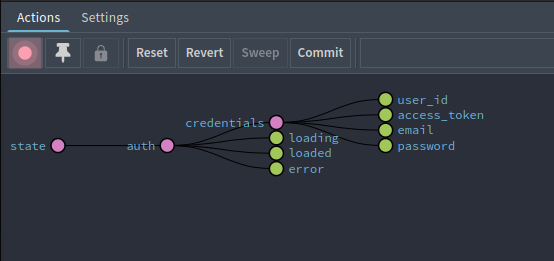 Actions Settings
Reset Revert Sweep Commit
user_id
access_token
credentials email
loading
state auth password
loaded
error